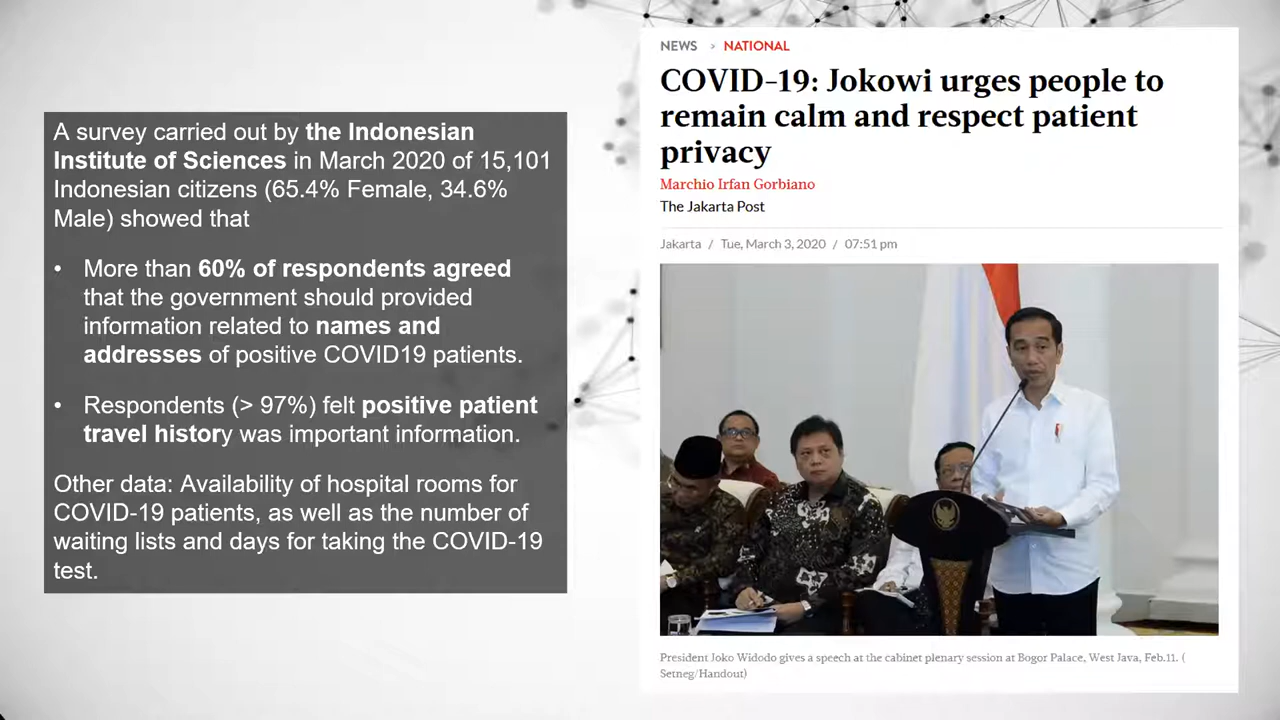 A survey carried out by the Indonesian
Institute of Sciences in March 2020 of 15,101
Indonesian citizens (65.4% Female, 34.6%
Male) showed that
• More than 60% of respondents agreed
that the government should provided
information related to names and
addresses of positive COVID19 patients.
• Respondents (> 97%) felt positive patient
travel history was important information.
Other data: Availability of hospital rooms for
COVID-19 patients, as well as the number of
waiting lists and days for taking the COVID-19
test.
NEWS > NATIONAL
COVID-19: Jokowi urges people to
remain calm and respect patient
privacy
Marchio Irfan Gorbiano
The Jakarta Post
Jakarta / Tue, March 3, 2020 / 07:51 pm
President Joko Widodo gives a speech at the cabinet plenary session at Bogor Palace, West Java, Feb.11. (
Setneg/Handout)